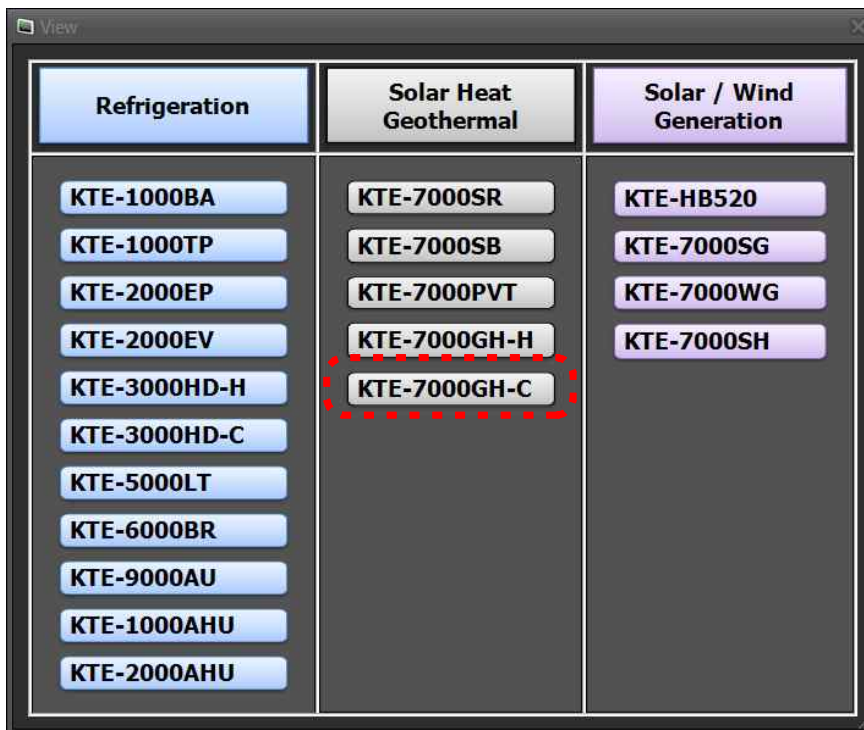 View
Refrigeration
Solar Heat
Geothermal
Solar / Wind
Generation
KTE-1000BA
KTE-1000TP
KTE-2000EP
KTE-2000EV
KTE-3000HD-H
KTE-3000HD-C
KTE-5000LT
KTE-6000BR
KTE-9000AU
KTE-1000AHU
KTE-2000AHU
KTE-7000SR
KTE-7000SB
KTE-7000PVT
KTE-7000GH-H
KTE-7000GH-C
KTE-HB520
KTE-7000SG
KTE-7000WG
KTE-7000SH